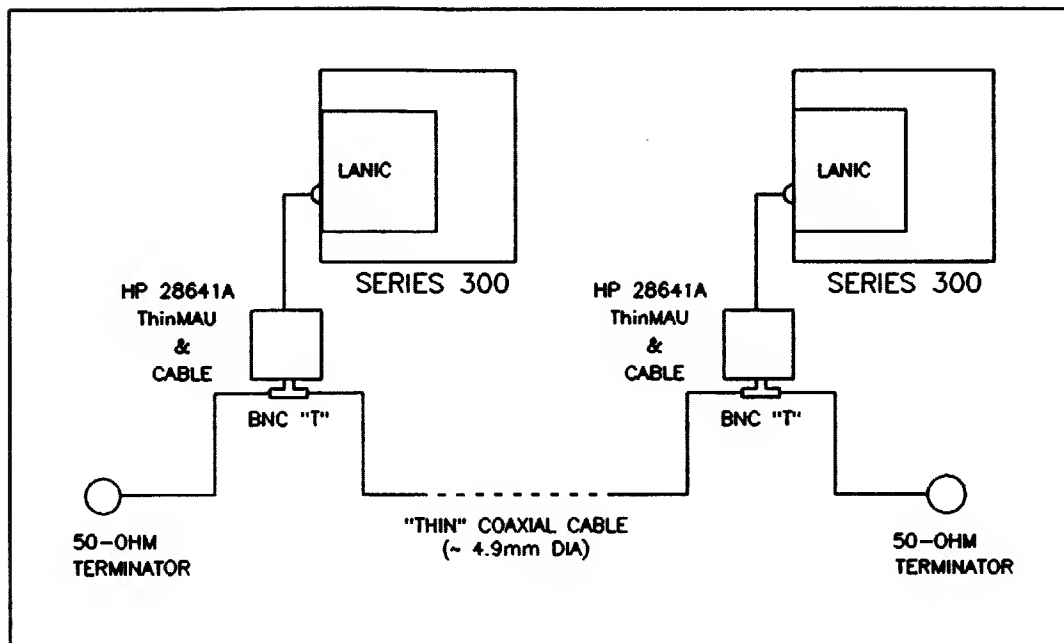 LANIC
SERIES 300
HP 28641A
ThinMAU
&
CABLE
BNC "T"
LANIC
SERIES 300
HP 28641A
ThinMAU
&
CABLE
BNC "T"
50-OHM
TERMINATOR
"THIN" COAXIAL CABLE
(~ 4.9mm DIA)
50-OHM
TERMINATOR